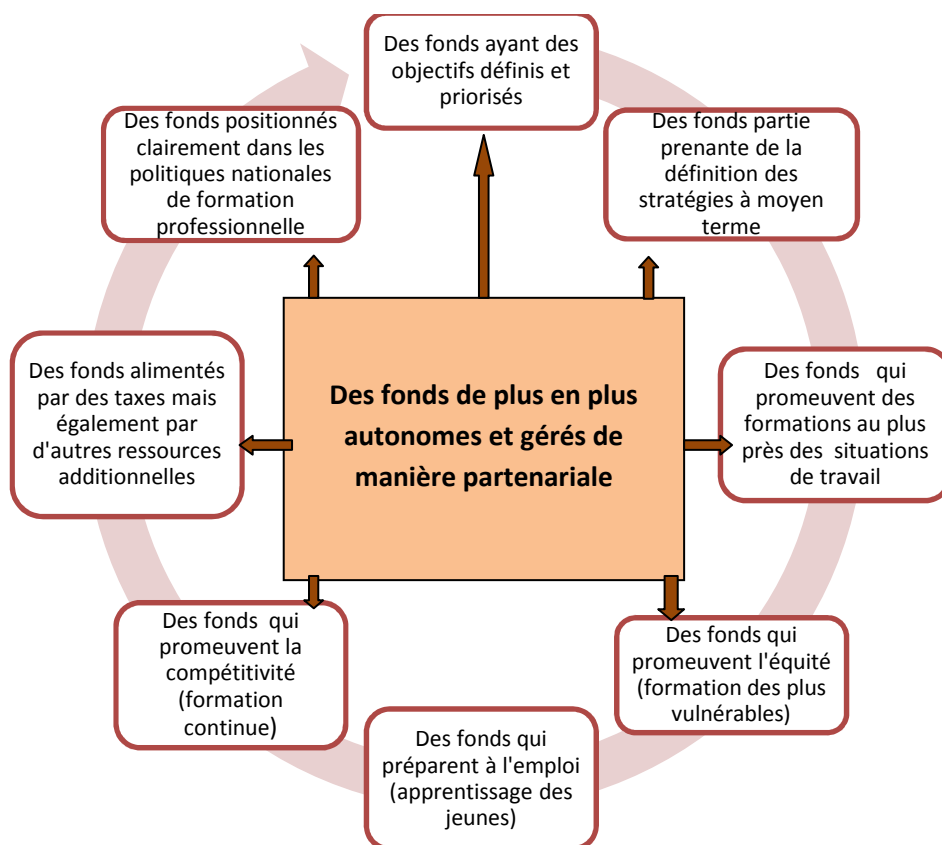 Des fonds ayant des
objectifs définis et
priorisés
Des fonds partie
prenante de la
définition des
stratégies à moyen
terme
Des fonds qui
promeuvent des
formations au plus
près des situations
de travail
Des fonds qui
promeuvent l'équité
(formation des plus
vulnérables)
Des fonds qui
préparent à l'emploi
(apprentissage des
jeunes)
Des fonds qui
promeuvent la
compétitivité
(formation
continue)
Des fonds alimentés
par des taxes mais
également par
d'autres ressources
additionnelles
Des fonds positionnés
clairement dans les
politiques nationales
de formation
professionnelle
Des fonds de plus en plus
autonomes et gérés de
manière partenariale